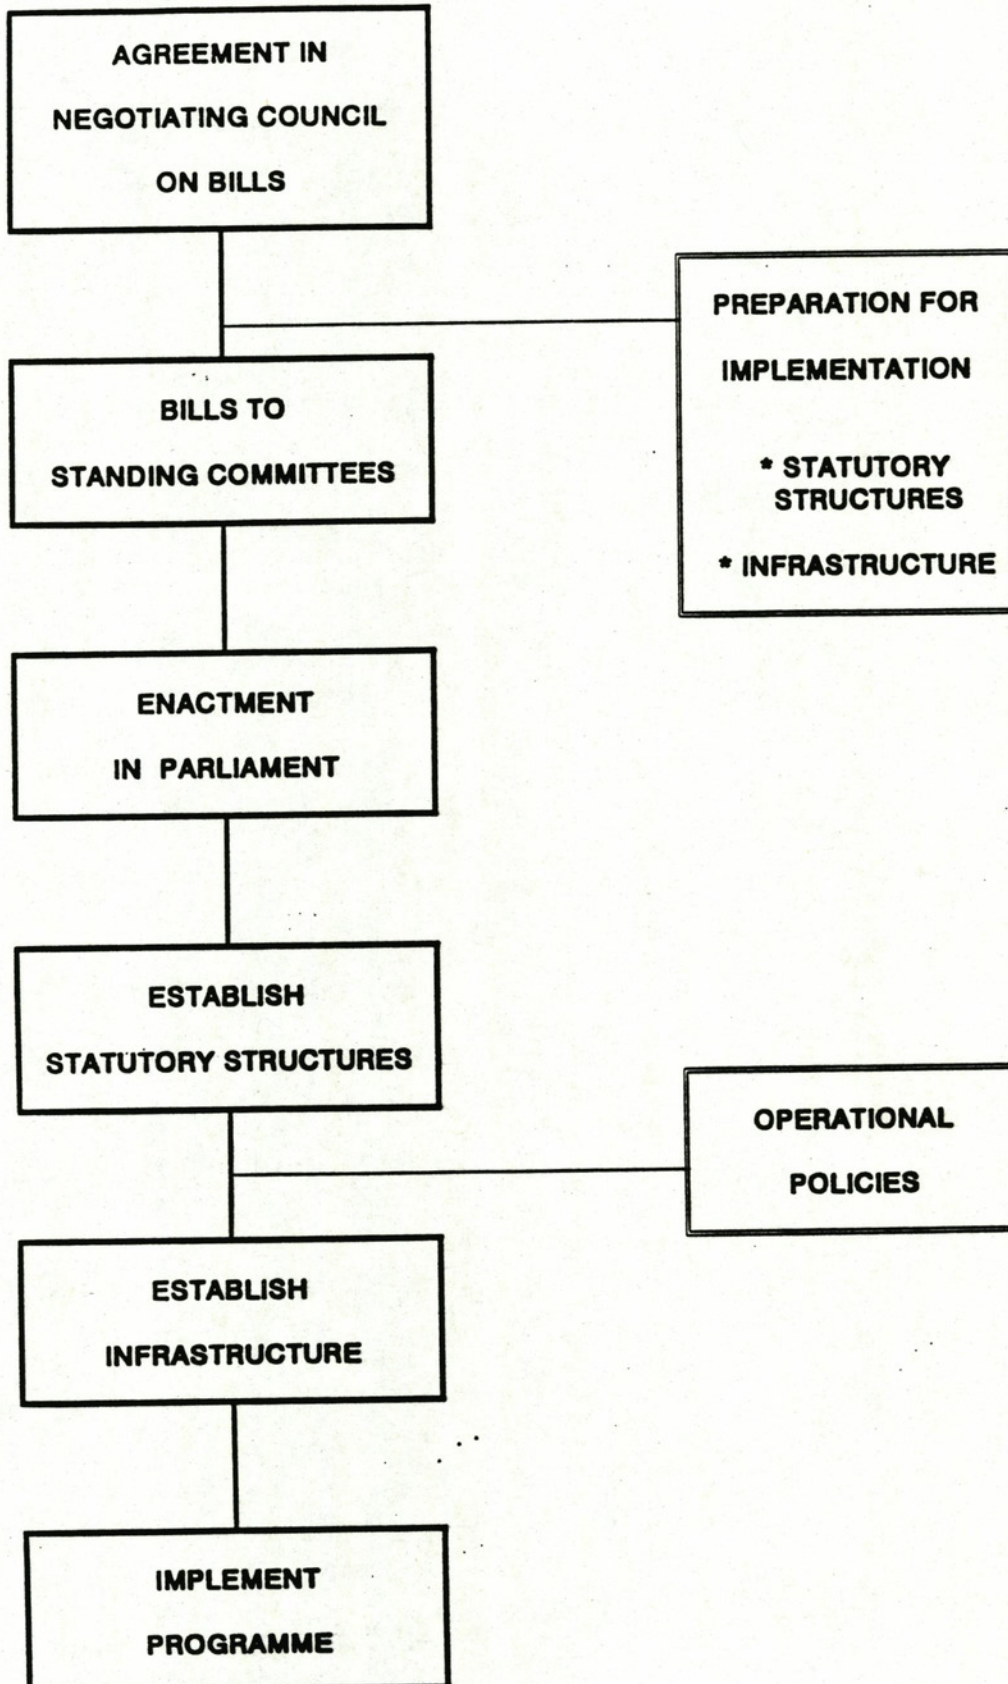 AGREEMENT IN
NEGOTIATING COUNCIL
ON BILLS
PREPARATION FOR
IMPLEMENTATION
* STATUTORY
STRUCTURES
* INFRASTRUCTURE
BILLS TO
STANDING COMMITTEES
ENACTMENT
IN PARLIAMENT
ESTABLISH
STATUTORY STRUCTURES
OPERATIONAL
POLICIES
ESTABLISH
INFRASTRUCTURE
IMPLEMENT
PROGRAMME